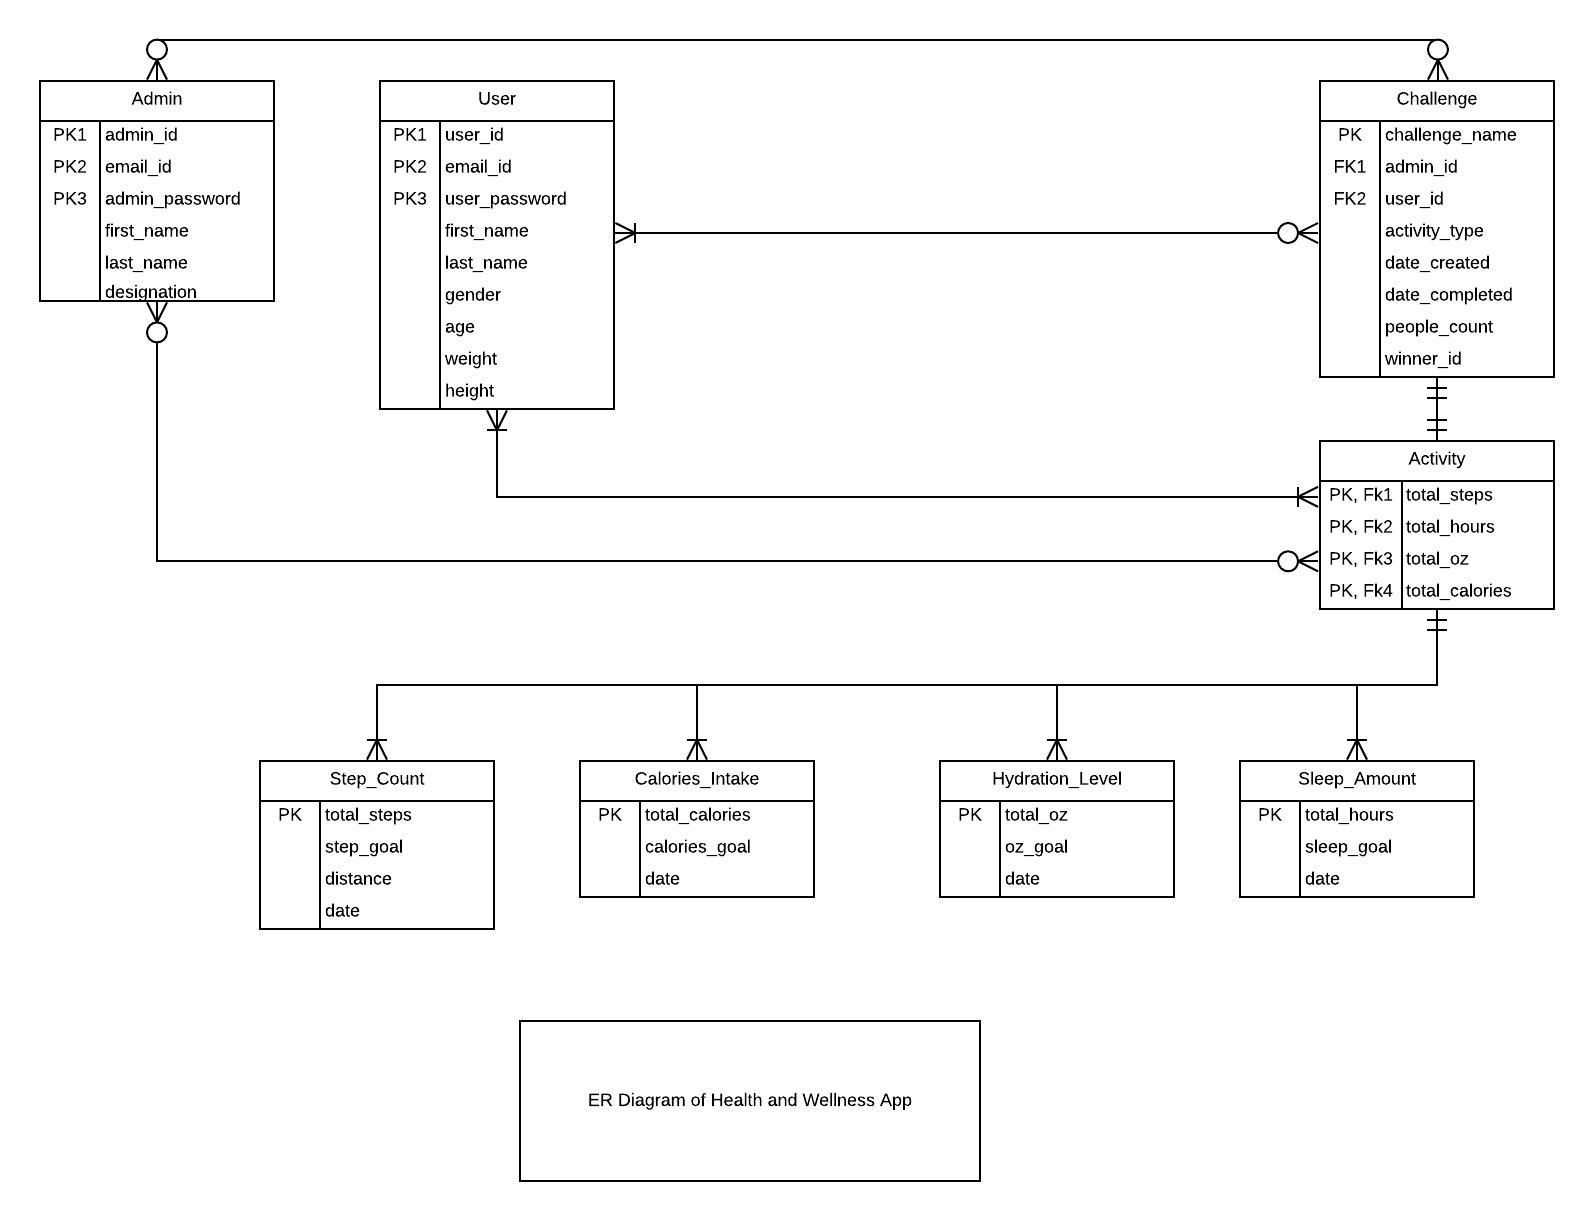 Admin
PK1 admin_id
PK2 email_id
PK3 admin_password
first_name
last_name
designation
User
PK1 user_id
PK2 email_id
PK3 user_password
first_name
last_name
gender
age
weight
height
Challenge
PK challenge_name
FK1 admin_id
FK2 user_id
activity_type
date_created
date_completed
people_count
winner_id
Activity
PK, Fk1 total_steps
PK, Fk2 total_hours
PK, Fk3 total_oz
PK, Fk4 total_calories
Step_Count
PK total_steps
step_goal
distance
date
Calories_Intake
PK total_calories
calories_goal
date
Hydration_Level
PK total_oz
oz_goal
date
Sleep_Amount
PK total_hours
sleep_goal
date
ER Diagram of Health and Wellness App